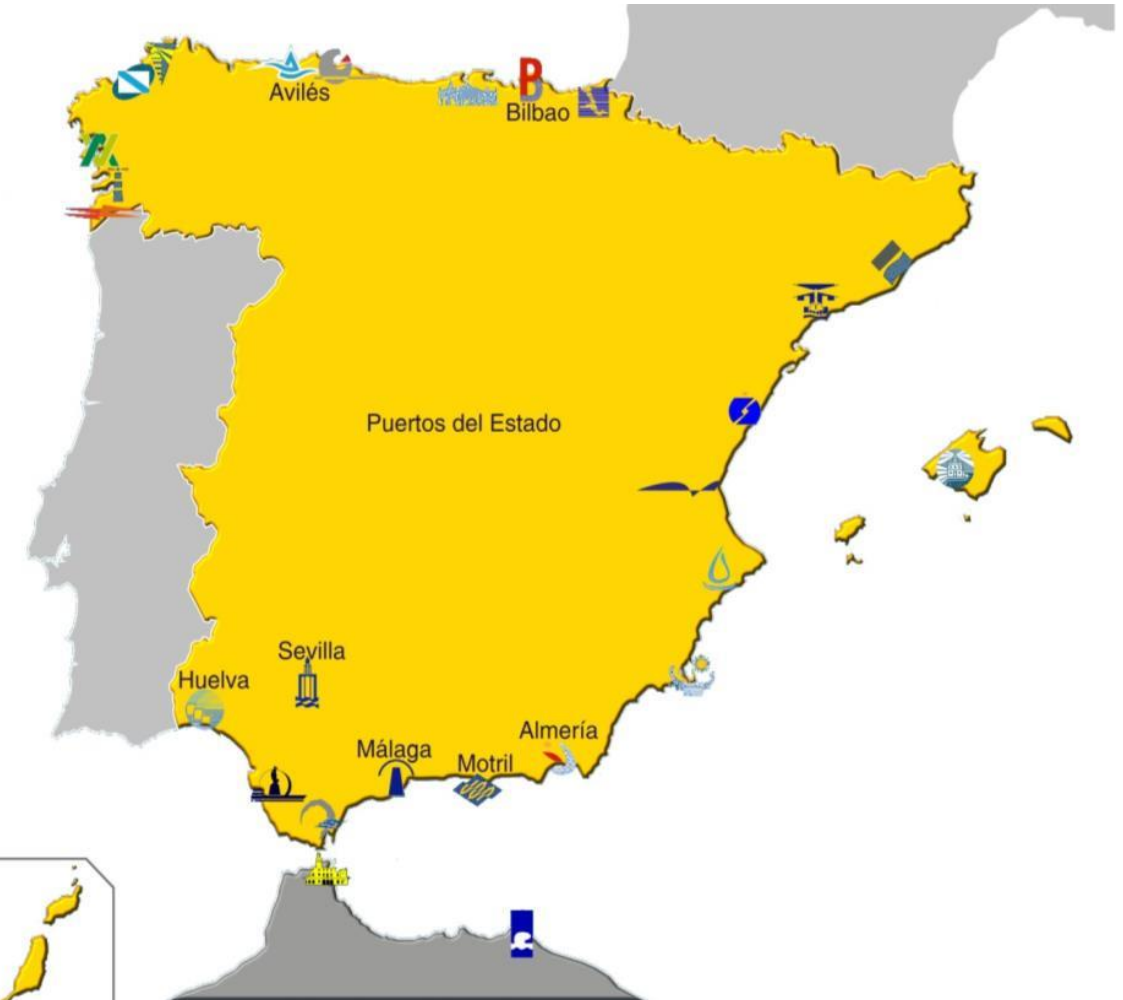 Avilés
Bilbao
Puertos del Estado
Sevilla
Huelva
Almería
Málaga
Motril